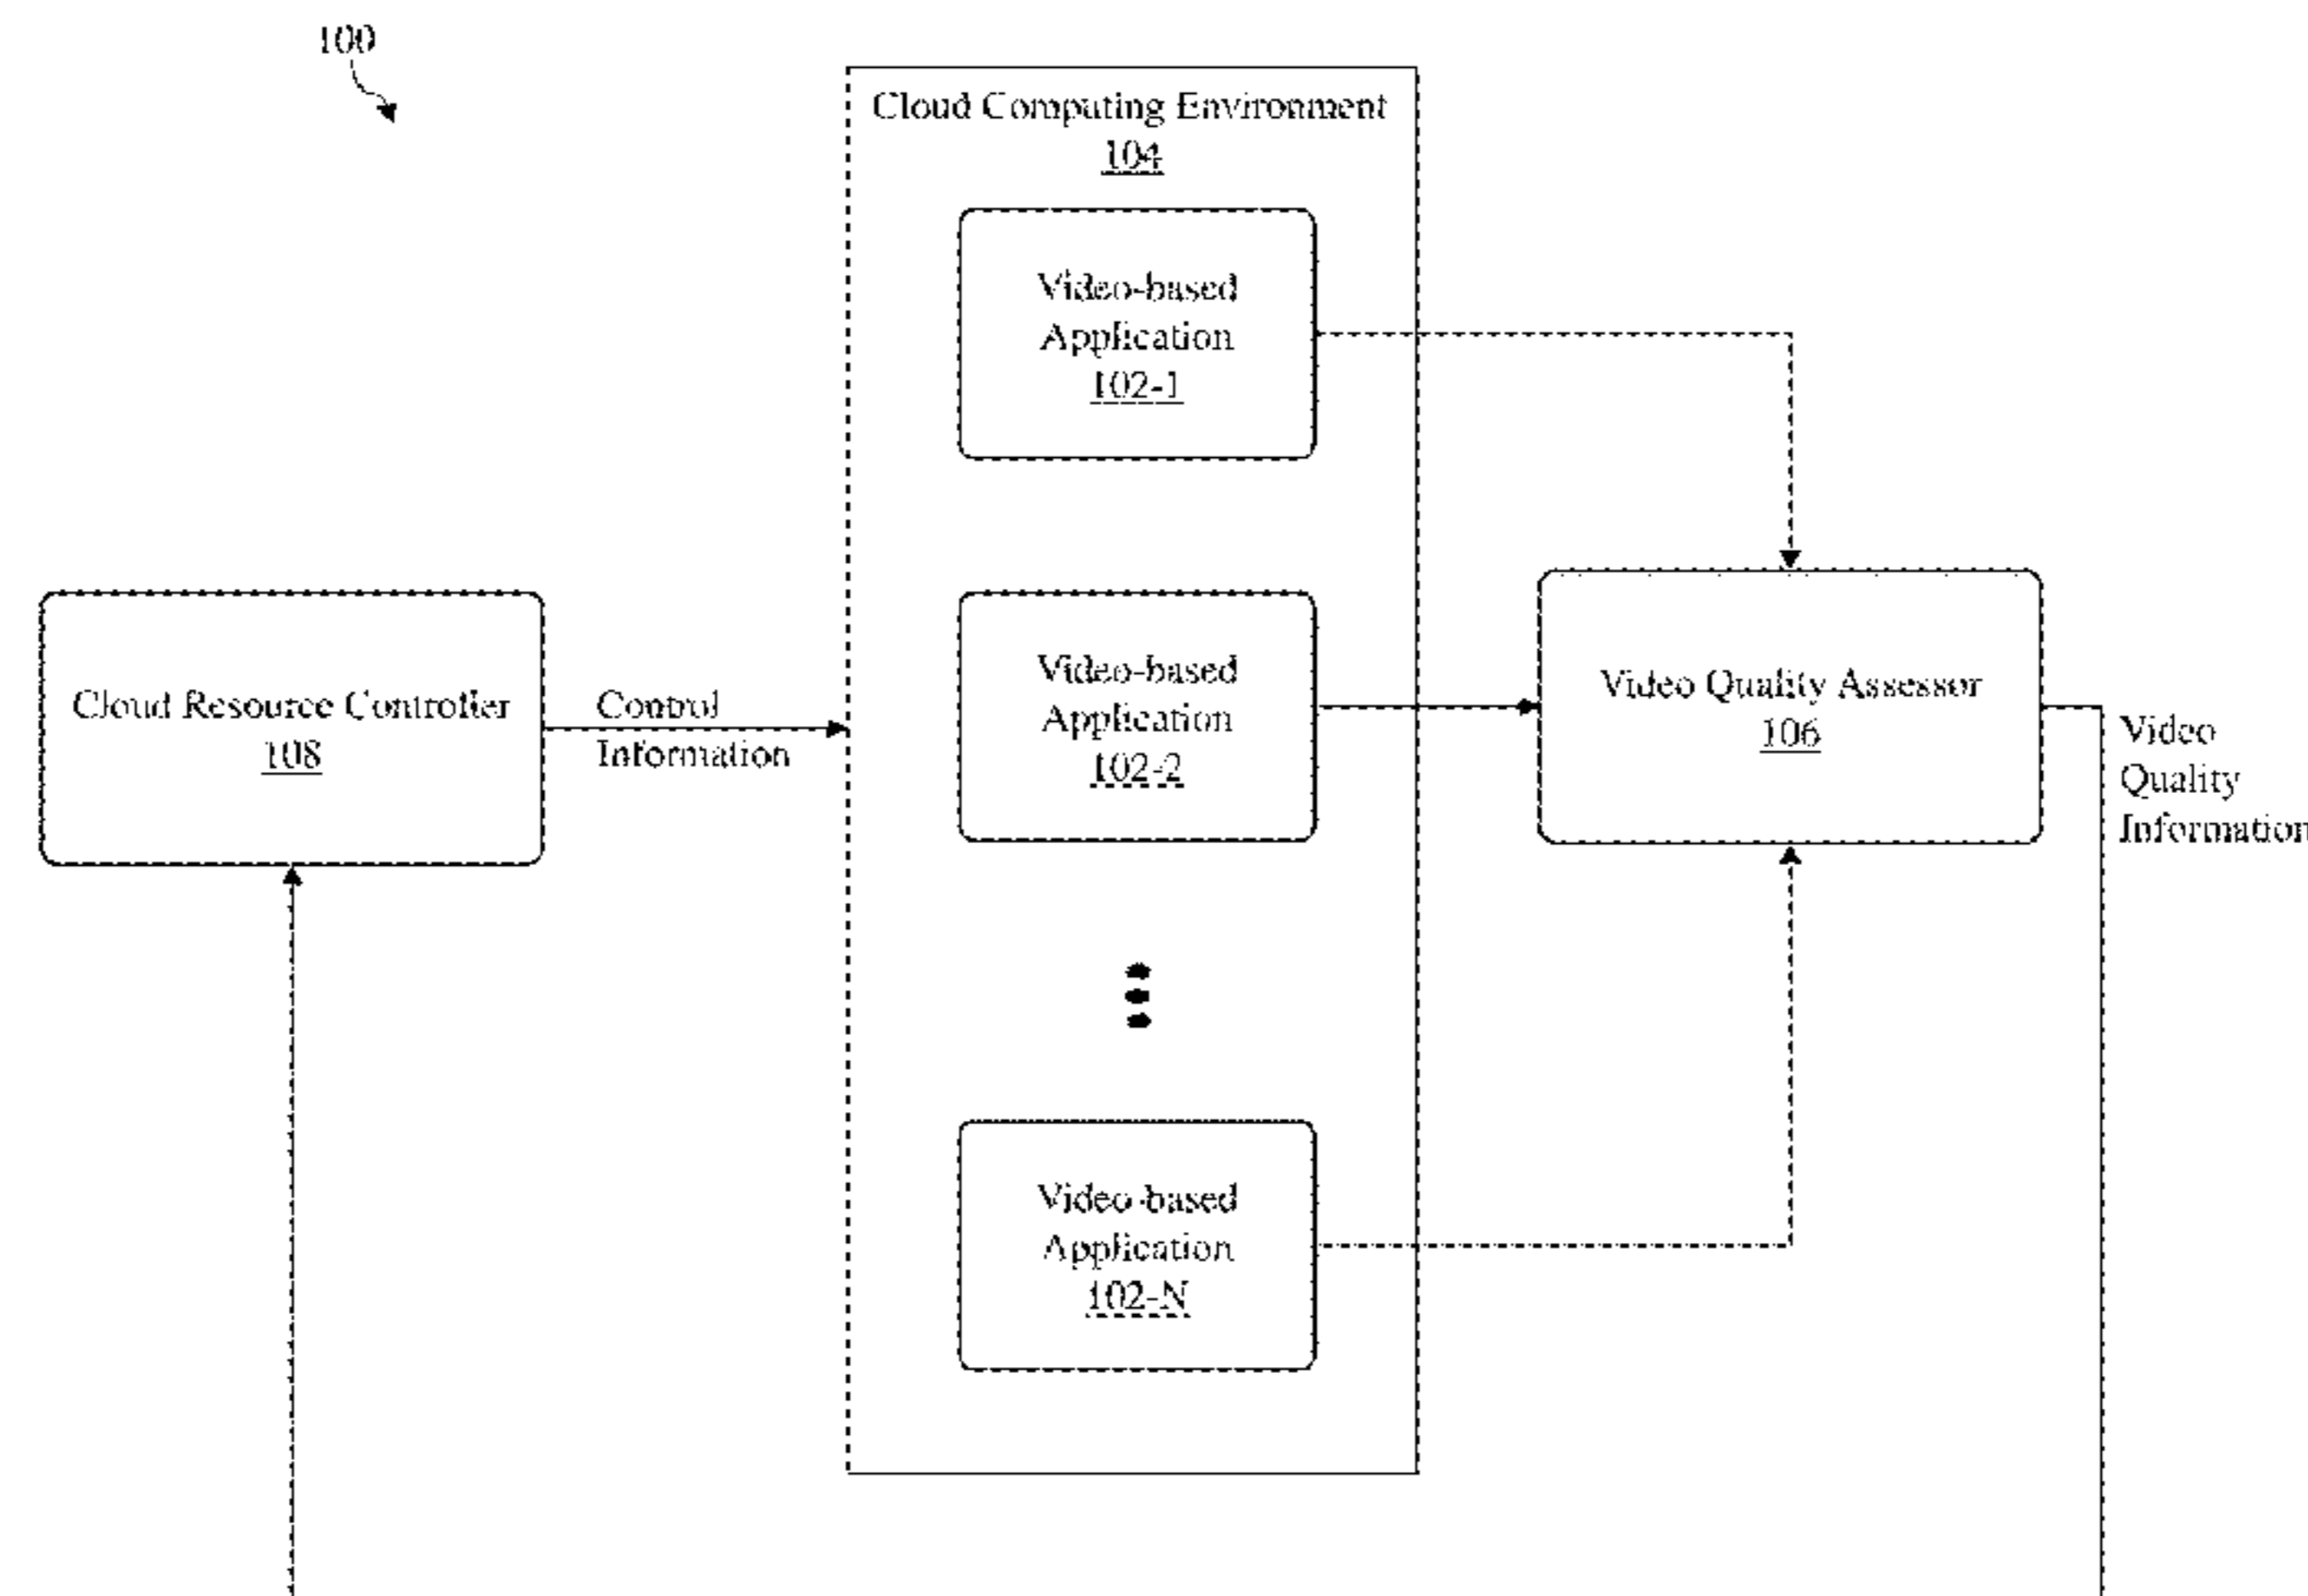 100
Cloud Computing Environment
104
Video-based
Application
102-1
Cloud Resource Controller
108
Control
Information
Video-based
Application
102-2
Video Quality Assessor
106
Video
Quality
Information
Video-based
Application
102-N